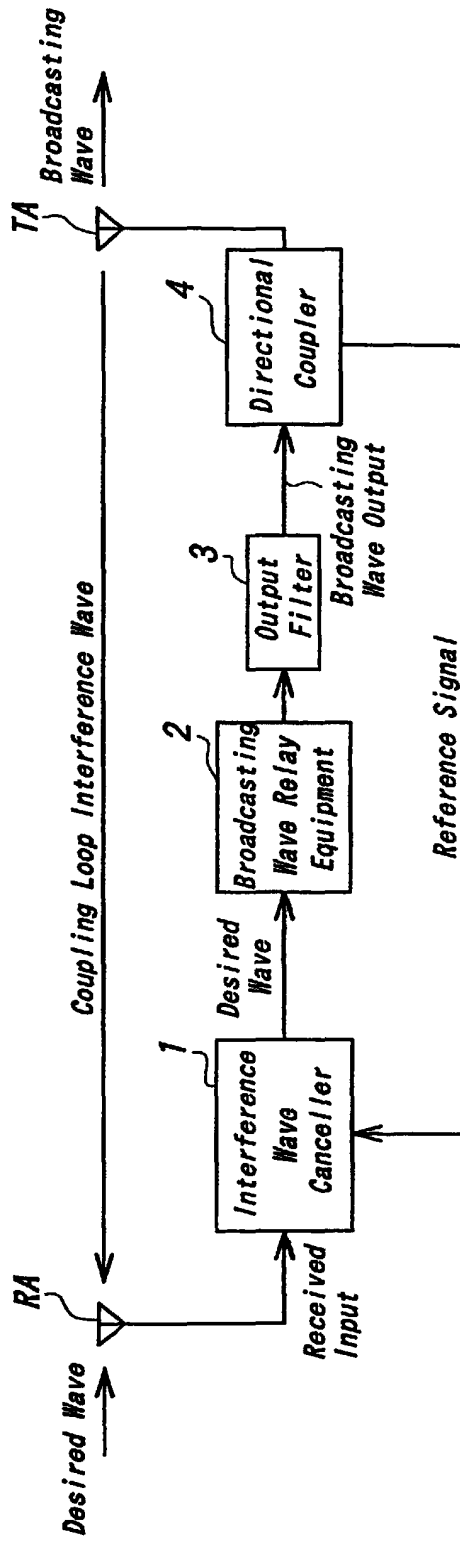 Desired Wave
RA
Coupling Loop Interference Wave
TA
Broadcasting
Wave
Received
Input
1
Interference
Wave
Canceller
Desired
Wave
2
Broadcasting
Wave Relay
Equipment
3
Output
Filter
Broadcasting
Wave Output
4
Directional
Coupler
Reference Signal